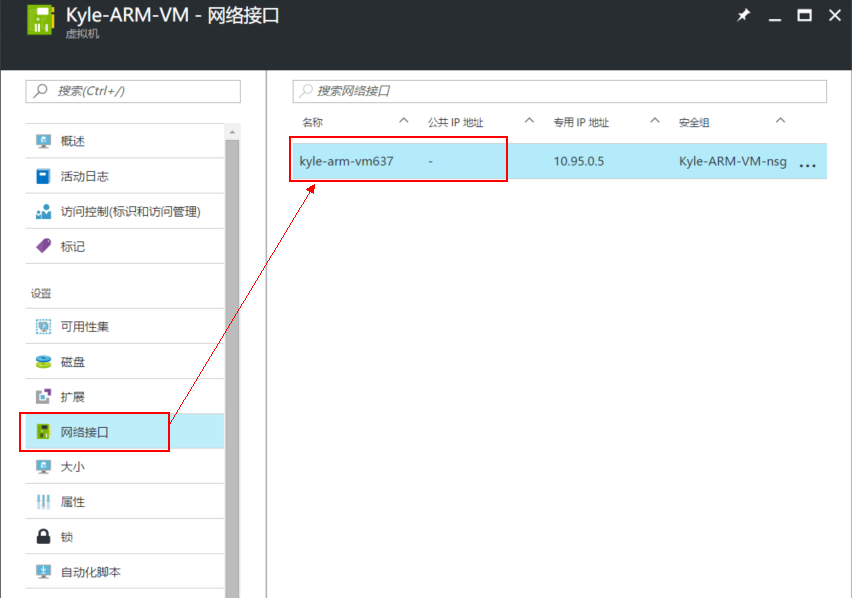 Kyle-ARM-VM - 网络接口
虚拟机
搜索(Ctrl+/)
概述
活动日志
访问控制(标识和访问管理)
标记
设置
可用性集
磁盘
扩展
网络接口
大小
属性
锁
自动化脚本
搜索网络接口
名称 公共 IP 地址 专用 IP 地址 安全组
kyle-arm-vm637 - 10.95.0.5 Kyle-ARM-VM-nsg ...